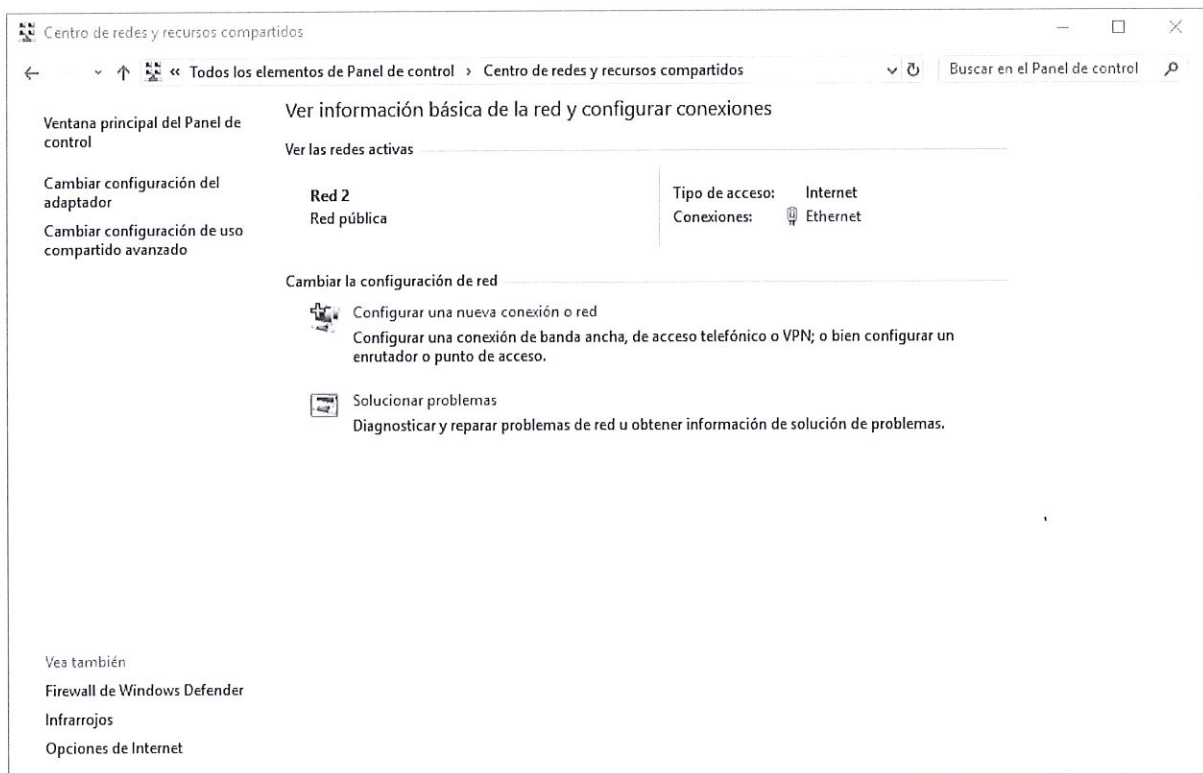 Centro de redes y recursos compartidos
« Todos los elementos de Panel de control › Centro de redes y recursos compartidos
Buscar en el Panel de control
Ventana principal del Panel de
control
Cambiar configuración del
adaptador
Cambiar configuración de uso
compartido avanzado
Ver información básica de la red y configurar conexiones
Ver las redes activas
Red 2
Red pública
Tipo de acceso: Internet
Conexiones: Ethernet
Cambiar la configuración de red
Configurar una nueva conexión o red
Configurar una conexión de banda ancha, de acceso telefónico o VPN; o bien configurar un
enrutador o punto de acceso.
Solucionar problemas
Diagnosticar y reparar problemas de red u obtener información de solución de problemas.
Vea también
Firewall de Windows Defender
Infrarrojos
Opciones de Internet